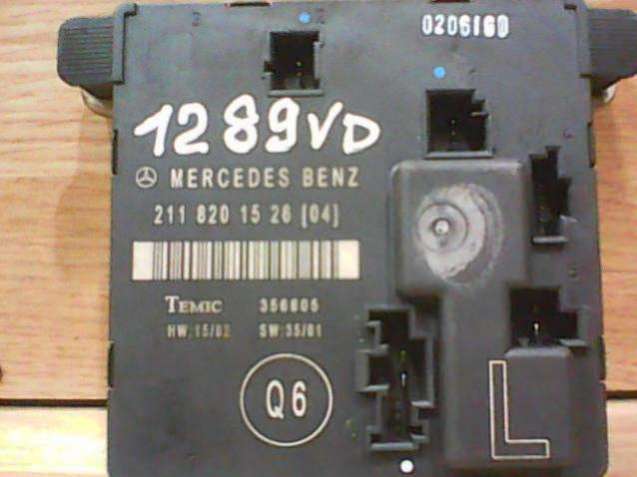 0206160
1289VD
MERCEDES BENZ
211 820 15 26 [04]
TEMIC 356605
HW:15/02 SW:35/01
Q6
L